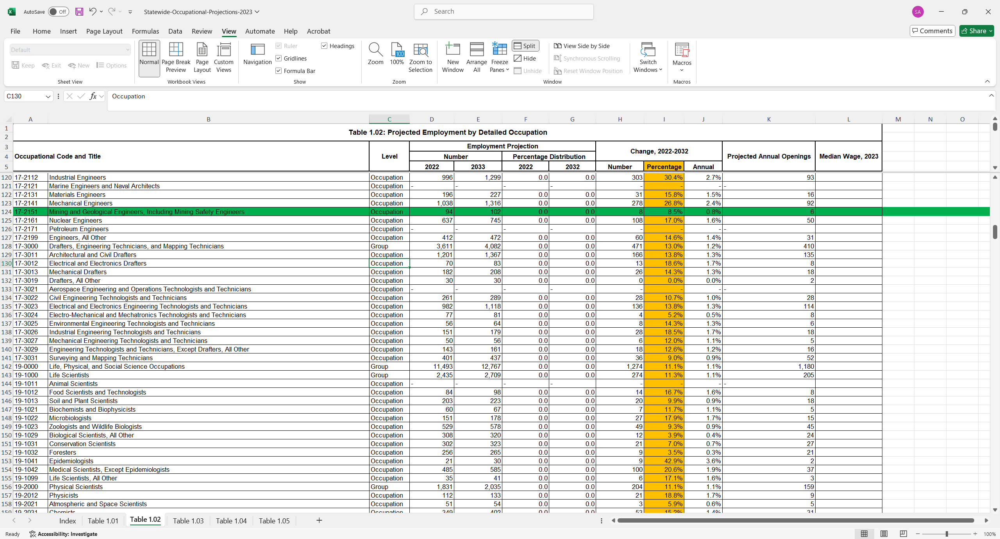 AutoSave Off Statewide-Occupational-Projections-2023 Search SA
File Home Insert Page Layout Formulas Data Review View Automate Help Acrobat Comments Share
Default
Keep Exit New Options
Sheet View
Normal Page Break Preview Page Layout Custom Views
Workbook Views
Navigation Ruler Headings
Gridlines
Formula Bar
Show
Zoom 100 100% Zoom to Selection
Zoom
New Window Arrange All Freeze Panes Split View Side by Side
Hide Synchronous Scrolling
Unhide Reset Window Position
Switch Windows
Window
Macros
Macros
C130 fx Occupation
A B C D E F G H I J K L M N O
1 Table 1.02: Projected Employment by Detailed Occupation
2
3 Employment Projection Change, 2022-2032
4 Occupational Code and Title Level Number Percentage Distribution Projected Annual Openings Median Wage, 2023
5 2022 2033 2022 2032 Number Percentage Annual
120 17-2112 Industrial Engineers Occupation 996 1,299 0.0 0.0 303 30.4% 2.7% 93
121 17-2121 Marine Engineers and Naval Architects Occupation - - - - - - - -
122 17-2131 Materials Engineers Occupation 196 227 0.0 0.0 31 15.8% 1.5% 16
123 17-2141 Mechanical Engineers Occupation 1,038 1,316 0.0 0.0 278 26.8% 2.4% 92
124 17-2151 Mining and Geological Engineers, Including Mining Safety Engineers Occupation 94 102 0.0 0.0 8 8.5% 0.8% 6
125 17-2161 Nuclear Engineers Occupation 637 745 0.0 0.0 108 17.0% 1.6% 50
126 17-2171 Petroleum Engineers Occupation - - - - - - - -
127 17-2199 Engineers, All Other Occupation 412 472 0.0 0.0 60 14.6% 1.4% 31
128 17-3000 Drafters, Engineering Technicians, and Mapping Technicians Group 3,611 4,082 0.0 0.0 471 13.0% 1.2% 410
129 17-3011 Architectural and Civil Drafters Occupation 1,201 1,367 0.0 0.0 166 13.8% 1.3% 135
130 17-3012 Electrical and Electronics Drafters Occupation 70 83 0.0 0.0 13 18.6% 1.7% 8
131 17-3013 Mechanical Drafters Occupation 182 208 0.0 0.0 26 14.3% 1.3% 18
132 17-3019 Drafters, All Other Occupation 30 30 0.0 0.0 0 0.0% 0.0% 2
133 17-3021 Aerospace Engineering and Operations Technologists and Technicians Occupation - - - - - - - -
134 17-3022 Civil Engineering Technologists and Technicians Occupation 261 289 0.0 0.0 28 10.7% 1.0% 28
135 17-3023 Electrical and Electronics Engineering Technologists and Technicians Occupation 982 1,118 0.0 0.0 136 13.8% 1.3% 114
136 17-3024 Electro-Mechanical and Mechatronics Technologists and Technicians Occupation 77 81 0.0 0.0 4 5.2% 0.5% 8
137 17-3025 Environmental Engineering Technologists and Technicians Occupation 56 64 0.0 0.0 8 14.3% 1.3% 6
138 17-3026 Industrial Engineering Technologists and Technicians Occupation 151 179 0.0 0.0 28 18.5% 1.7% 18
139 17-3027 Mechanical Engineering Technologists and Technicians Occupation 50 56 0.0 0.0 6 12.0% 1.1% 5
140 17-3029 Engineering Technologists and Technicians, Except Drafters, All Other Occupation 143 161 0.0 0.0 18 12.6% 1.2% 16
141 17-3031 Surveying and Mapping Technicians Occupation 401 437 0.0 0.0 36 9.0% 0.9% 52
142 19-0000 Life, Physical, and Social Science Occupations Group 11,493 12,767 0.0 0.0 1,274 11.1% 1.1% 1,180
143 19-1000 Life Scientists Group 2,435 2,709 0.0 0.0 274 11.3% 1.1% 205
144 19-1011 Animal Scientists Occupation - - - - - - - -
145 19-1012 Food Scientists and Technologists Occupation 84 98 0.0 0.0 14 16.7% 1.6% 8
146 19-1013 Soil and Plant Scientists Occupation 203 223 0.0 0.0 20 9.9% 0.9% 18
147 19-1021 Biochemists and Biophysicists Occupation 60 67 0.0 0.0 7 11.7% 1.1% 5
148 19-1022 Microbiologists Occupation 151 178 0.0 0.0 27 17.9% 1.7% 15
149 19-1023 Zoologists and Wildlife Biologists Occupation 529 578 0.0 0.0 49 9.3% 0.9% 45
150 19-1029 Biological Scientists, All Other Occupation 308 320 0.0 0.0 12 3.9% 0.4% 24
151 19-1031 Conservation Scientists Occupation 302 323 0.0 0.0 21 7.0% 0.7% 27
152 19-1032 Foresters Occupation 256 265 0.0 0.0 9 3.5% 0.3% 21
153 19-1041 Epidemiologists Occupation 21 30 0.0 0.0 9 42.9% 3.6% 2
154 19-1042 Medical Scientists, Except Epidemiologists Occupation 485 585 0.0 0.0 100 20.6% 1.9% 37
155 19-1099 Life Scientists, All Other Occupation 35 41 0.0 0.0 6 17.1% 1.6% 3
156 19-2000 Physical Scientists Group 1,831 2,035 0.0 0.0 204 11.1% 1.1% 159
157 19-2012 Physicists Occupation 112 133 0.0 0.0 21 18.8% 1.7% 9
158 19-2021 Atmospheric and Space Scientists Occupation 51 54 0.0 0.0 3 5.9% 0.6% 5
159 19-2031 Chemists Occupation 349 402 0.0 0.0 53 15.2% 1.4% 31
Index Table 1.01 Table 1.02 Table 1.03 Table 1.04 Table 1.05
Ready Accessibility: Investigate 100%